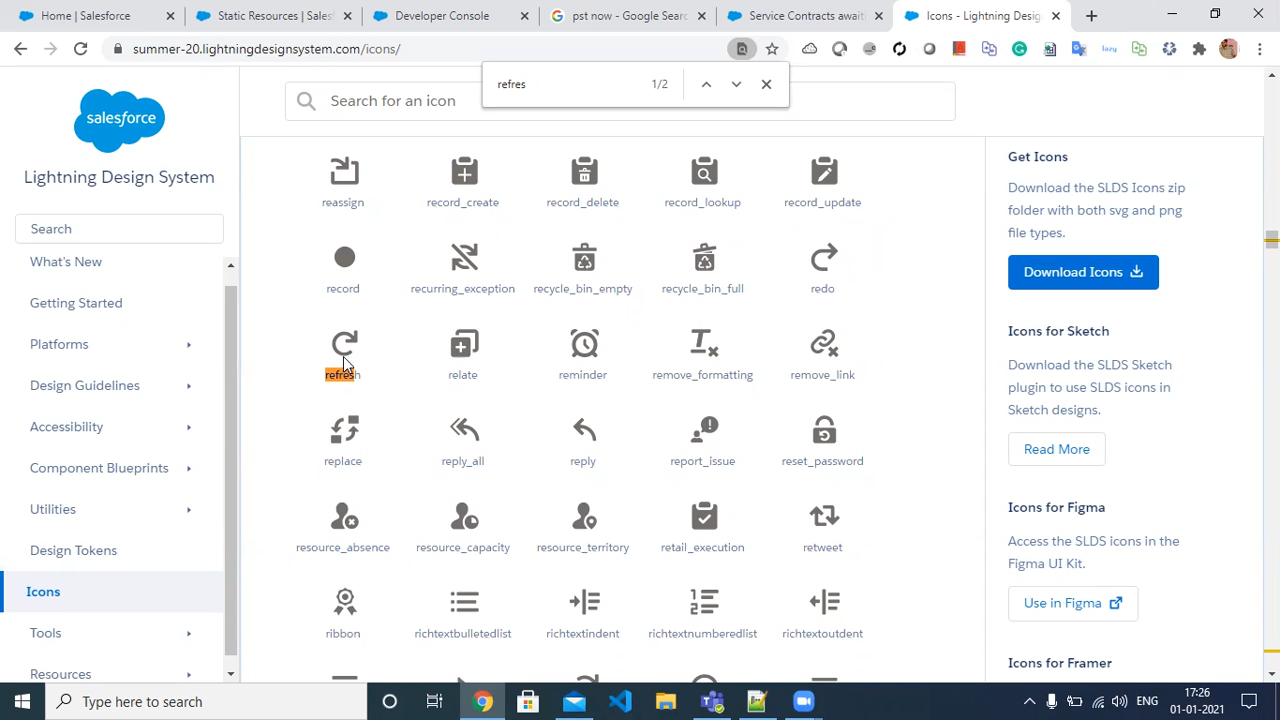 Home | Salesforce
Static Resources | Sales
Developer Console
pst now - Google Searc
Service Contracts await
Icons - Lightning Desig
summer-20.lightningdesignsystem.com/icons/
lazy
refres
1/2
salesforce
Lightning Design System
Search
What's New
Getting Started
Platforms
Design Guidelines
Accessibility
Component Blueprints
Utilities
Design Tokens
Icons
Tools
Resources
Search for an icon
reassign
record_create
record_delete
record_lookup
record_update
record
recurring_exception
recycle_bin_empty
recycle_bin_full
redo
refresh
relate
reminder
remove_formatting
remove_link
replace
reply_all
reply
report_issue
reset_password
resource_absence
resource_capacity
resource_territory
retail_execution
retweet
ribbon
richtextbulletedlist
richtextindent
richtextnumberedlist
richtextoutdent
Get Icons
Download the SLDS Icons zip
folder with both svg and png
file types.
Download Icons
Icons for Sketch
Download the SLDS Sketch
plugin to use SLDS icons in
Sketch designs.
Read More
Icons for Figma
Access the SLDS icons in the
Figma UI Kit.
Use in Figma
Icons for Framer
Type here to search
ENG
17:26
01-01-2021